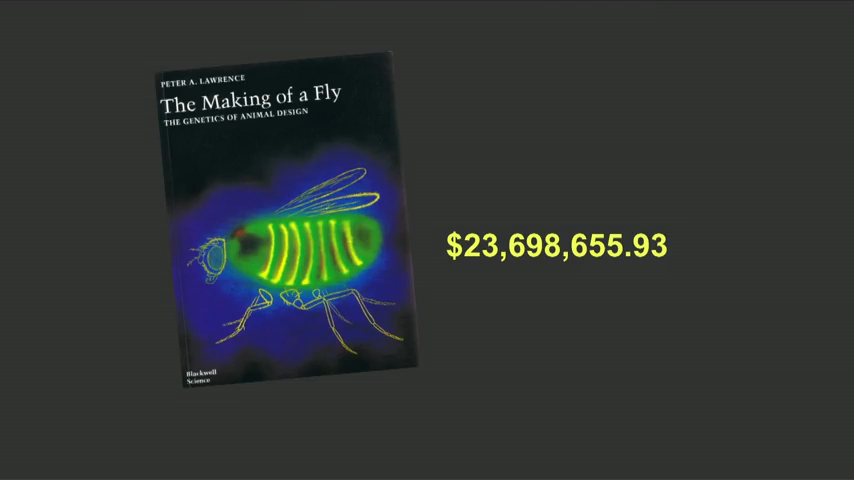 PETER A. LAWRENCE
The Making of a Fly
THE GENETICS OF ANIMAL DESIGN
$23,698,655.93
Blackwell
Science